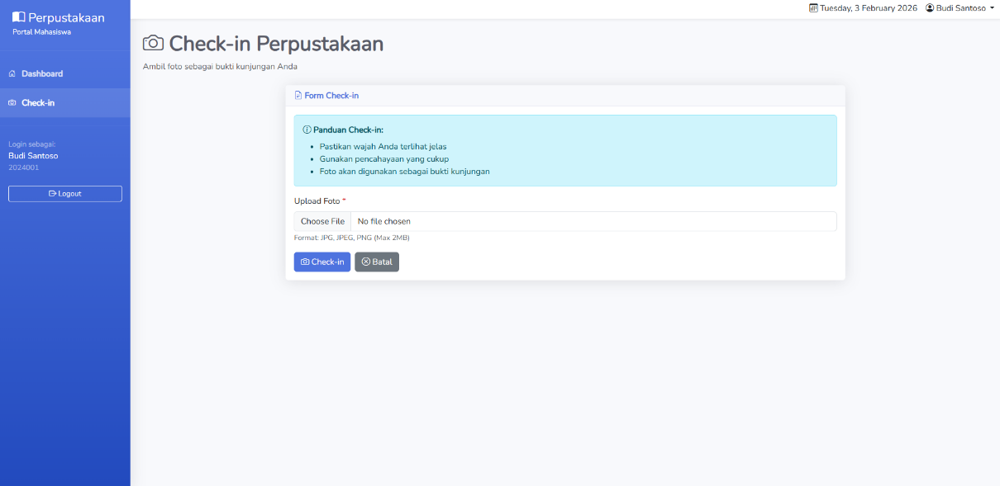 Perpustakaan
Portal Mahasiswa
Dashboard
Check-in
Login sebagai:
Budi Santoso
2024001
Logout
Tuesday, 3 February 2026 Budi Santoso
Check-in Perpustakaan
Ambil foto sebagai bukti kunjungan Anda
Form Check-in
Panduan Check-in:
• Pastikan wajah Anda terlihat jelas
• Gunakan pencahayaan yang cukup
• Foto akan digunakan sebagai bukti kunjungan
Upload Foto *
Choose File No file chosen
Format: JPG, JPEG, PNG (Max 2MB)
Check-in Batal